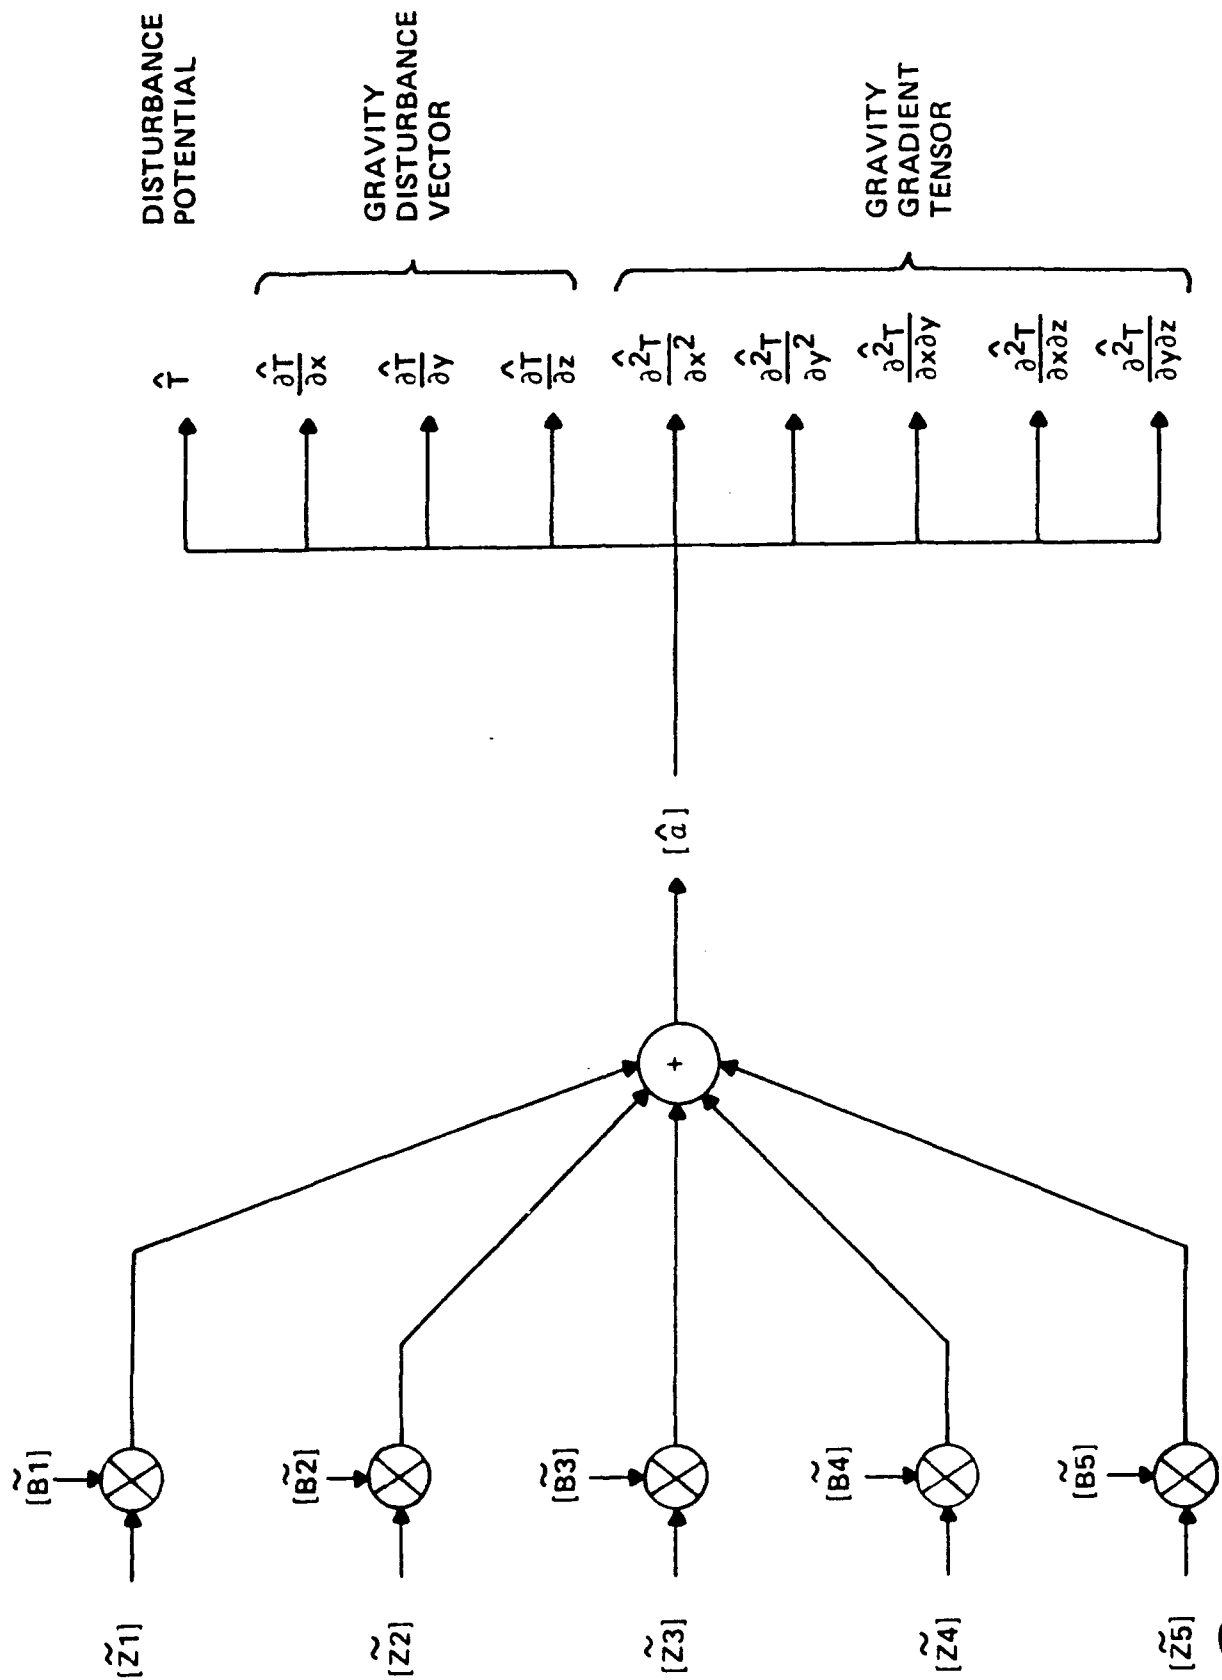 [Z̃1]
[B̃1]
[Z̃2]
[B̃2]
[Z̃3]
[B̃3]
[Z̃4]
[B̃4]
[Z̃5]
[B̃5]
+
[â]
T̂
∂̂T/∂x
∂̂T/∂y
∂̂T/∂z
∂̂²T/∂x²
∂̂²T/∂y²
∂̂²T/∂x∂y
∂̂²T/∂x∂z
∂̂²T/∂y∂z
DISTURBANCE
POTENTIAL
GRAVITY
DISTURBANCE
VECTOR
GRAVITY
GRADIENT
TENSOR